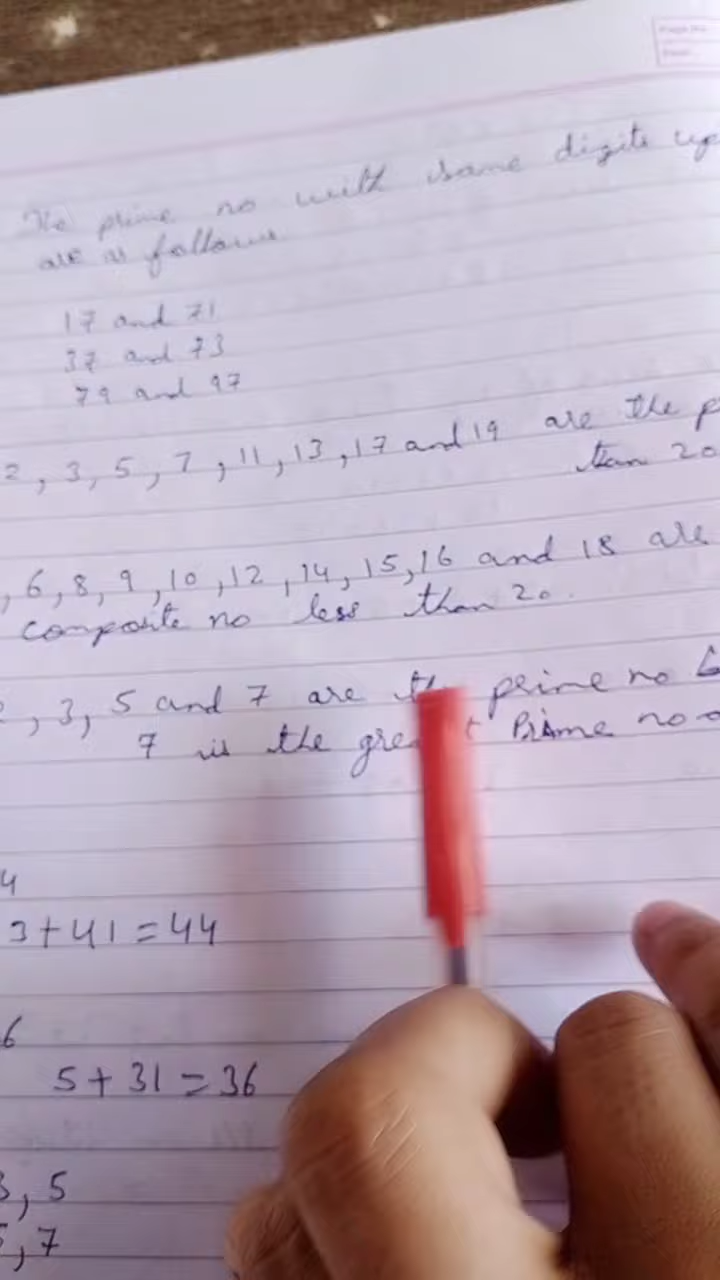 The prime no with same digits up
are as follows
17 and 71
37 and 73
79 and 97
2, 3, 5, 7, 11, 13, 17 and 19 are the p
than 20
, 6, 8, 9, 10, 12, 14, 15, 16 and 18 are
composite no less than 20.
, 3, 5 and 7 are the prime no
7 is the Prime no
4
3+41=44
6
5+31=36
3, 5
5, 7